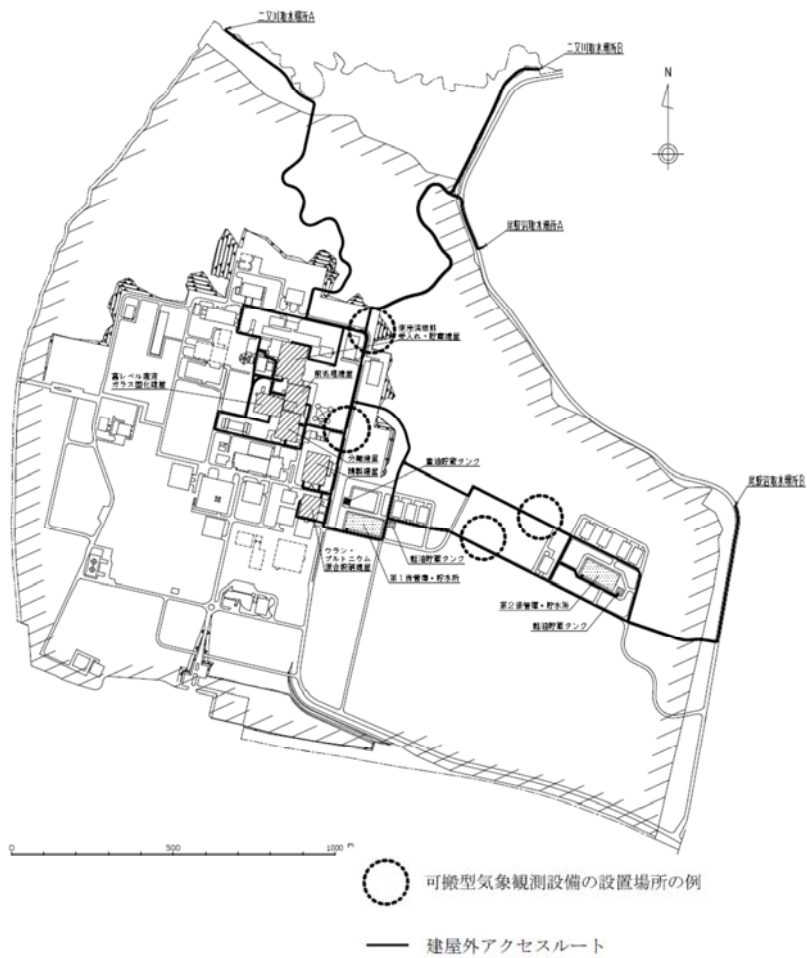 二又川取水場所A
二又川取水場所B
N
尾駮沼取水場所A
使用済燃料
受入れ・貯蔵建屋
前処理建屋
高レベル廃液
ガラス固化建屋
分離建屋
精製建屋
重油貯蔵タンク
尾駮沼取水場所B
ウラン・
プルトニウム
混合脱硝建屋
軽油貯蔵タンク
第1保管庫・貯水所
第2保管庫・貯水所
軽油貯蔵タンク
0 500 1000 m
可搬型気象観測設備の設置場所の例
建屋外アクセスルート